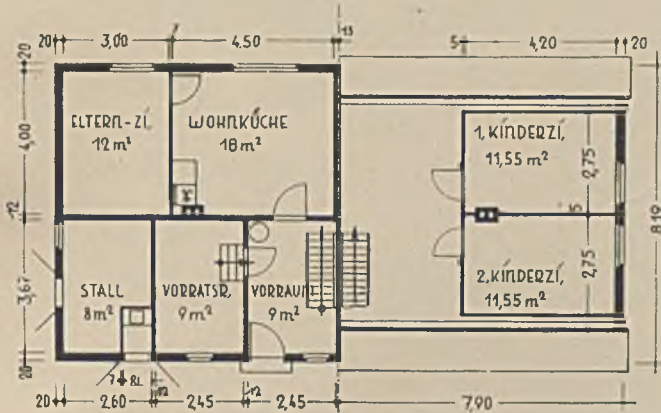 20 3,00 7 4.50 13 5 4,20 20
20
ELTERN-ZI.
12 m²
WOHNKÜCHE
18 m²
4,00
1, KINDERZI,
11,55 m²
2,75
12
5
8,19
3,67
STALL
8 m²
VORRATSR,
9 m²
VORRAUM
9 m²
2, KINDERZI,
11,55 m²
2,75
20
20 2,60 12 2,45 12 2,45 7,90